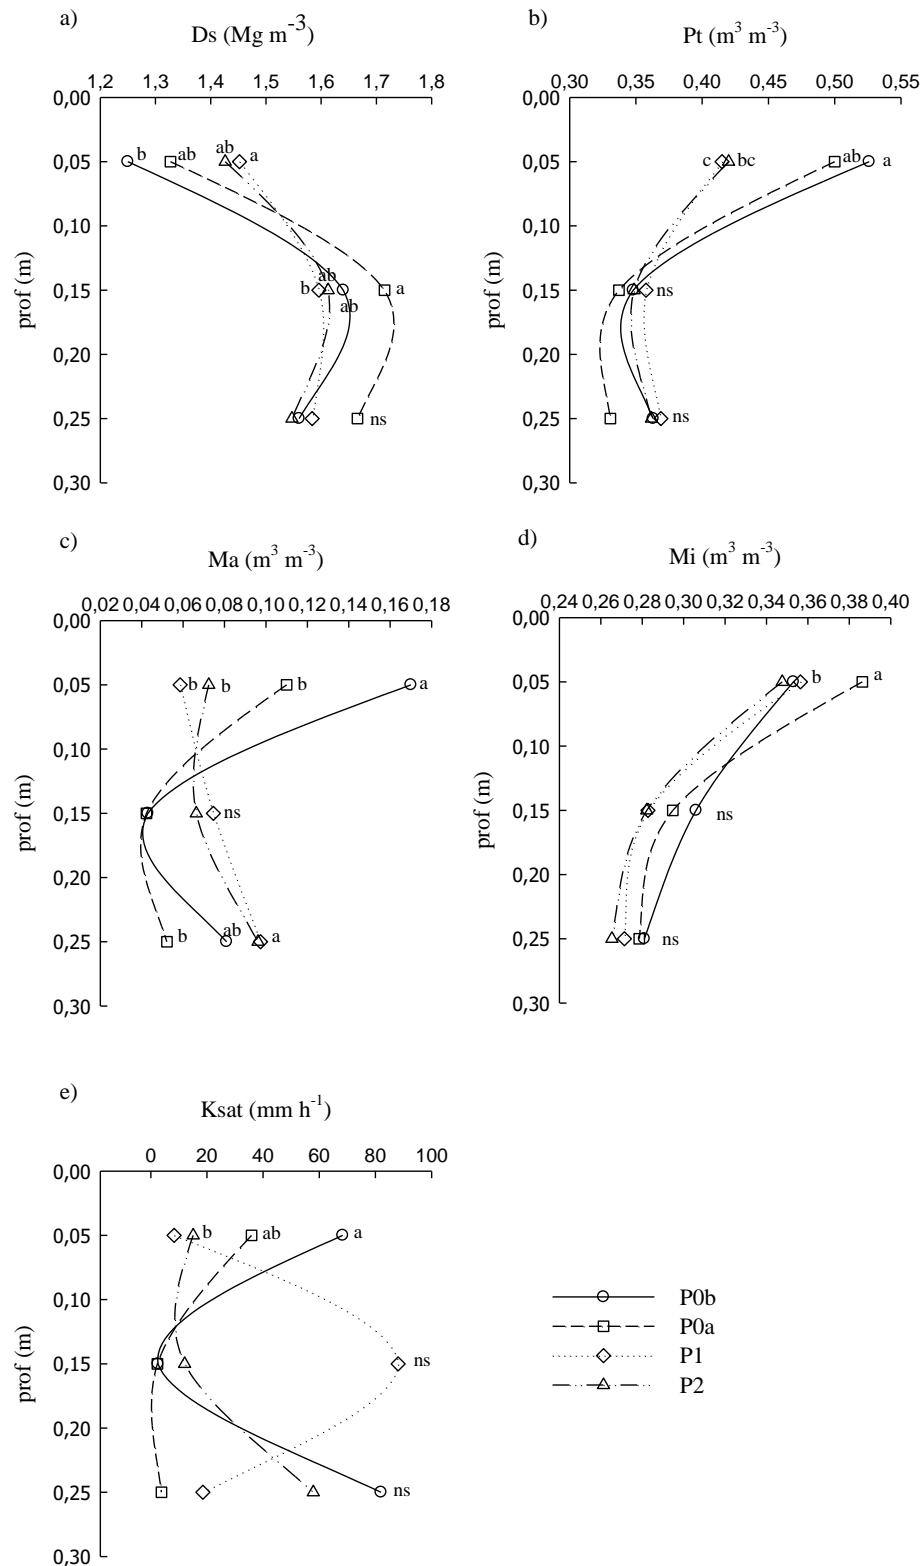 a)
Ds (Mg m-3)
1,2 1,3 1,4 1,5 1,6 1,7 1,8
prof (m)
0,00
0,05
0,10
0,15
0,20
0,25
0,30
b ab ab a
b ab ab a
ns
b)
Pt (m3 m-3)
0,30 0,35 0,40 0,45 0,50 0,55
prof (m)
0,00
0,05
0,10
0,15
0,20
0,25
0,30
c bc ab a
ns
ns
c)
Ma (m3 m-3)
0,02 0,04 0,06 0,08 0,10 0,12 0,14 0,16 0,18
prof (m)
0,00
0,05
0,10
0,15
0,20
0,25
0,30
b b b a
ns
b ab a
d)
Mi (m3 m-3)
0,24 0,26 0,28 0,30 0,32 0,34 0,36 0,38 0,40
prof (m)
0,00
0,05
0,10
0,15
0,20
0,25
0,30
b a
ns
ns
e)
Ksat (mm h-1)
0 20 40 60 80 100
prof (m)
0,00
0,05
0,10
0,15
0,20
0,25
0,30
b ab a
ns
ns
P0b
P0a
P1
P2